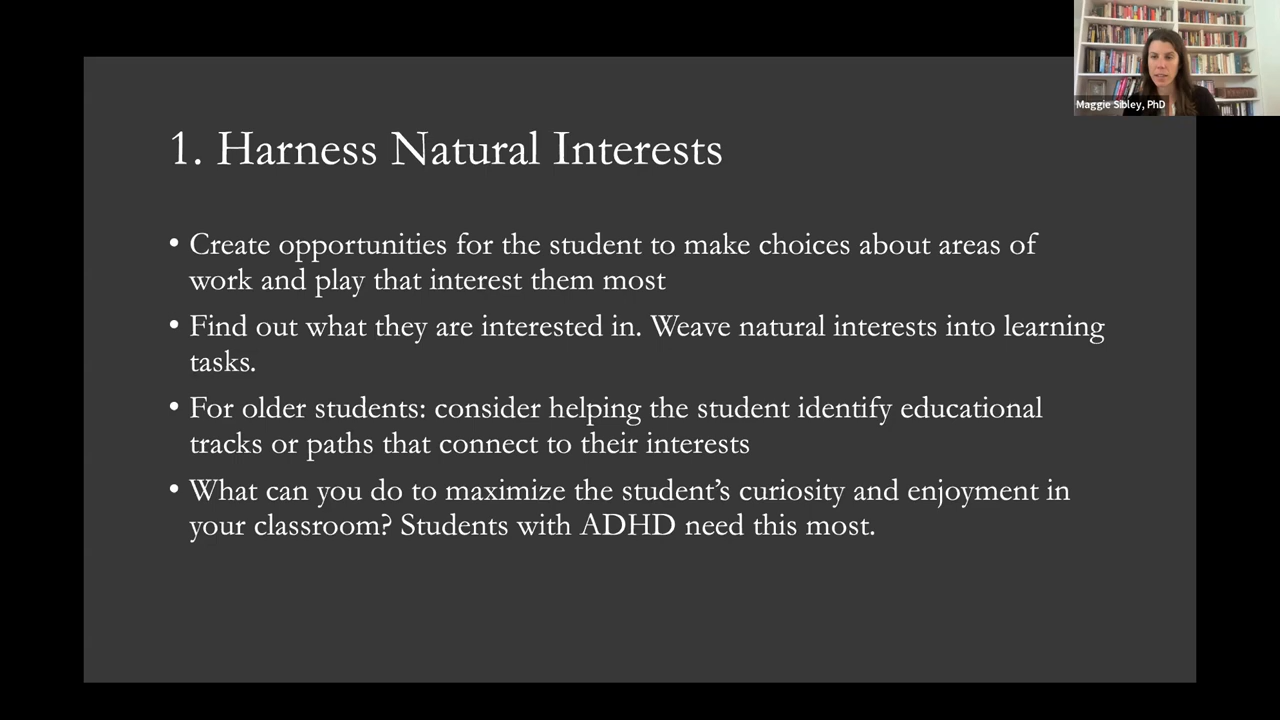 Maggie Sibley, PhD
1. Harness Natural Interests
• Create opportunities for the student to make choices about areas of
work and play that interest them most
• Find out what they are interested in. Weave natural interests into learning
tasks.
• For older students: consider helping the student identify educational
tracks or paths that connect to their interests
• What can you do to maximize the student’s curiosity and enjoyment in
your classroom? Students with ADHD need this most.